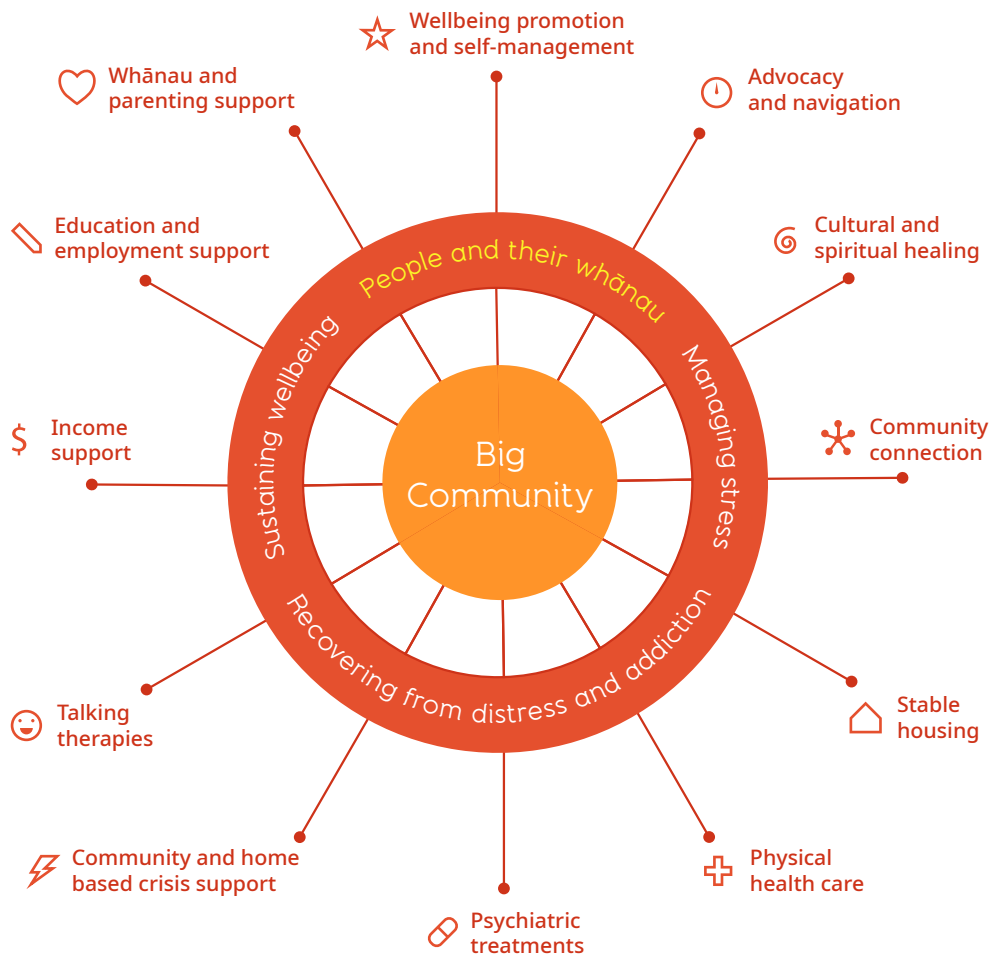 Wellbeing promotion
and self-management
Advocacy
and navigation
Cultural and
spiritual healing
Community
connection
Stable
housing
Physical
health care
Psychiatric
treatments
Community and home
based crisis support
Talking
therapies
$
Income
support
Education and
employment support
Whānau and
parenting support
People and their whānau
Managing stress
Recovering from distress and addiction
Sustaining wellbeing
Big
Community